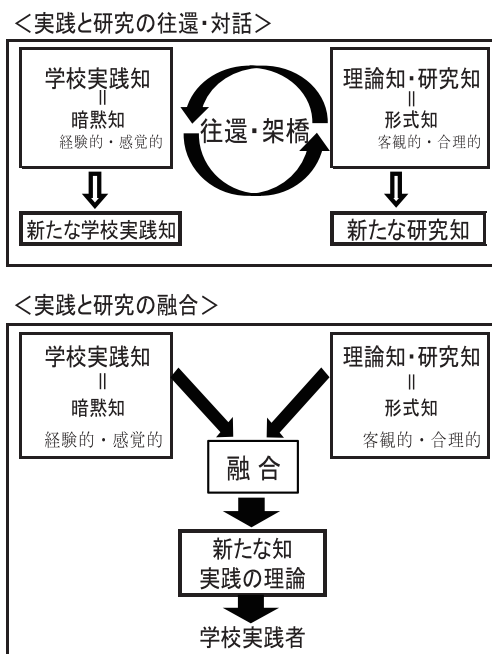 ＜実践と研究の往還・対話＞
学校実践知
＝
暗黙知
経験的・感覚的
往還・架橋
理論知・研究知
＝
形式知
客観的・合理的
新たな学校実践知
新たな研究知
＜実践と研究の融合＞
学校実践知
＝
暗黙知
経験的・感覚的
理論知・研究知
＝
形式知
客観的・合理的
融 合
新たな知
実践の理論
学校実践者